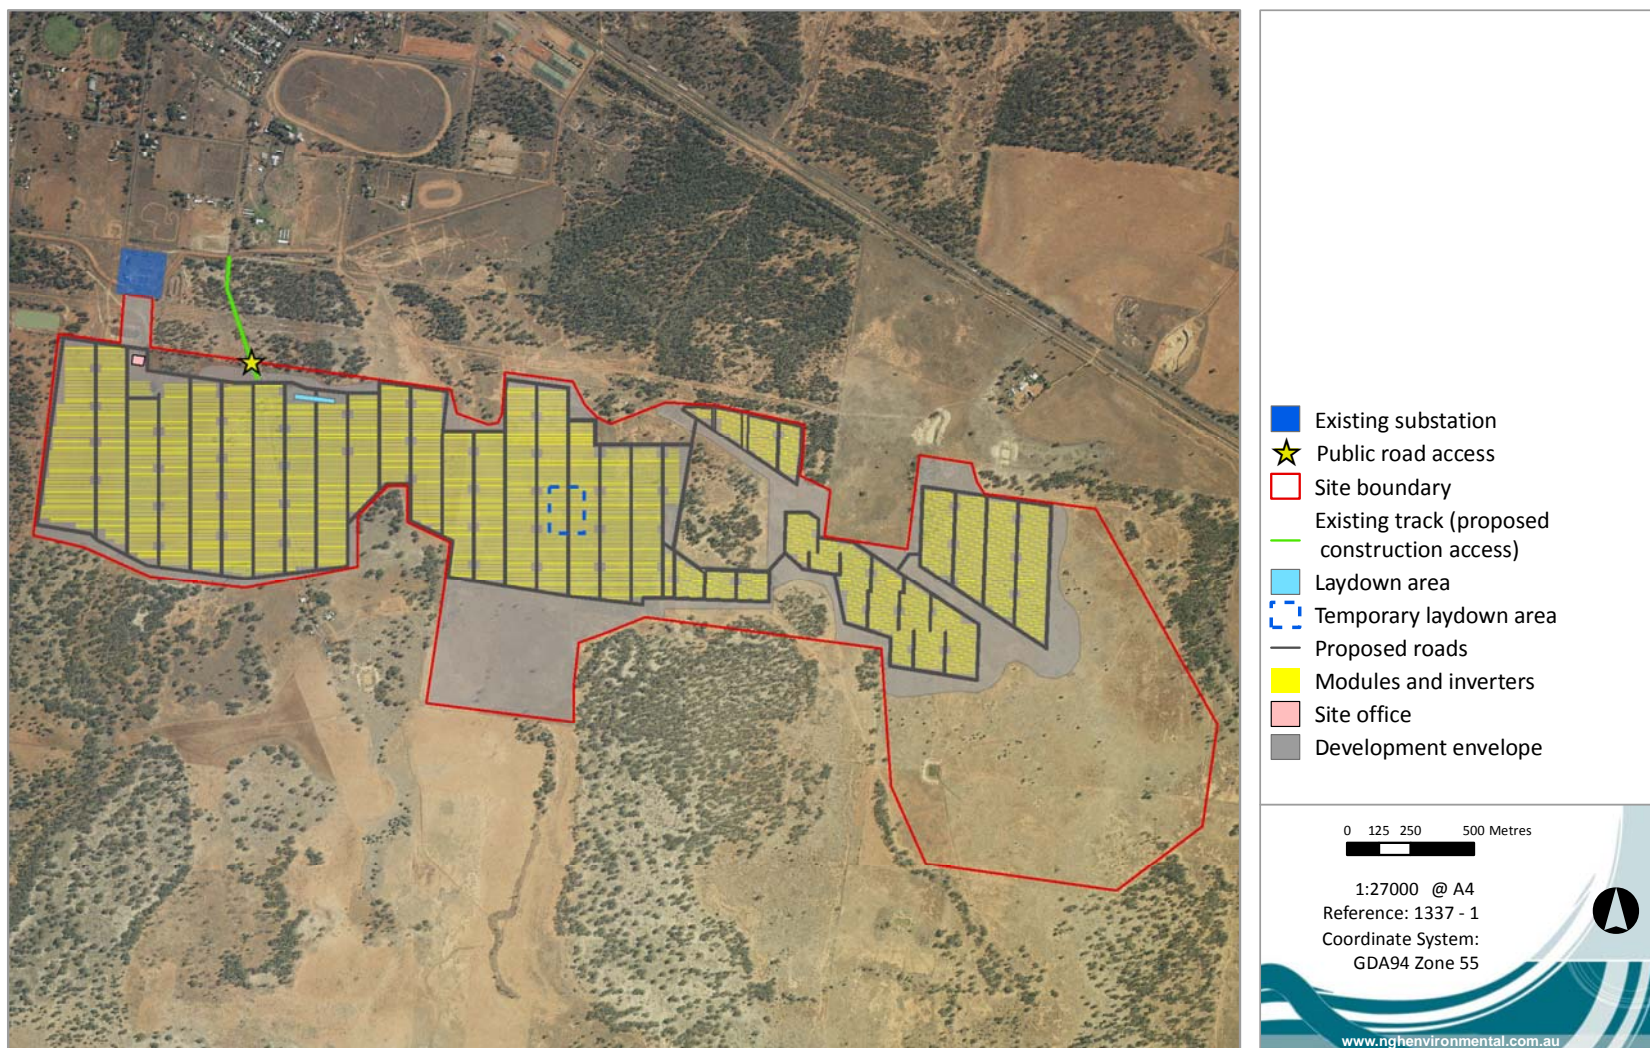 Existing substation
Public road access
Site boundary
Existing track (proposed
construction access)
Laydown area
Temporary laydown area
Proposed roads
Modules and inverters
Site office
Development envelope
0 125 250 500 Metres
1:27000 @ A4
Reference: 1337 - 1
Coordinate System:
GDA94 Zone 55
www.nghenvironmental.com.au